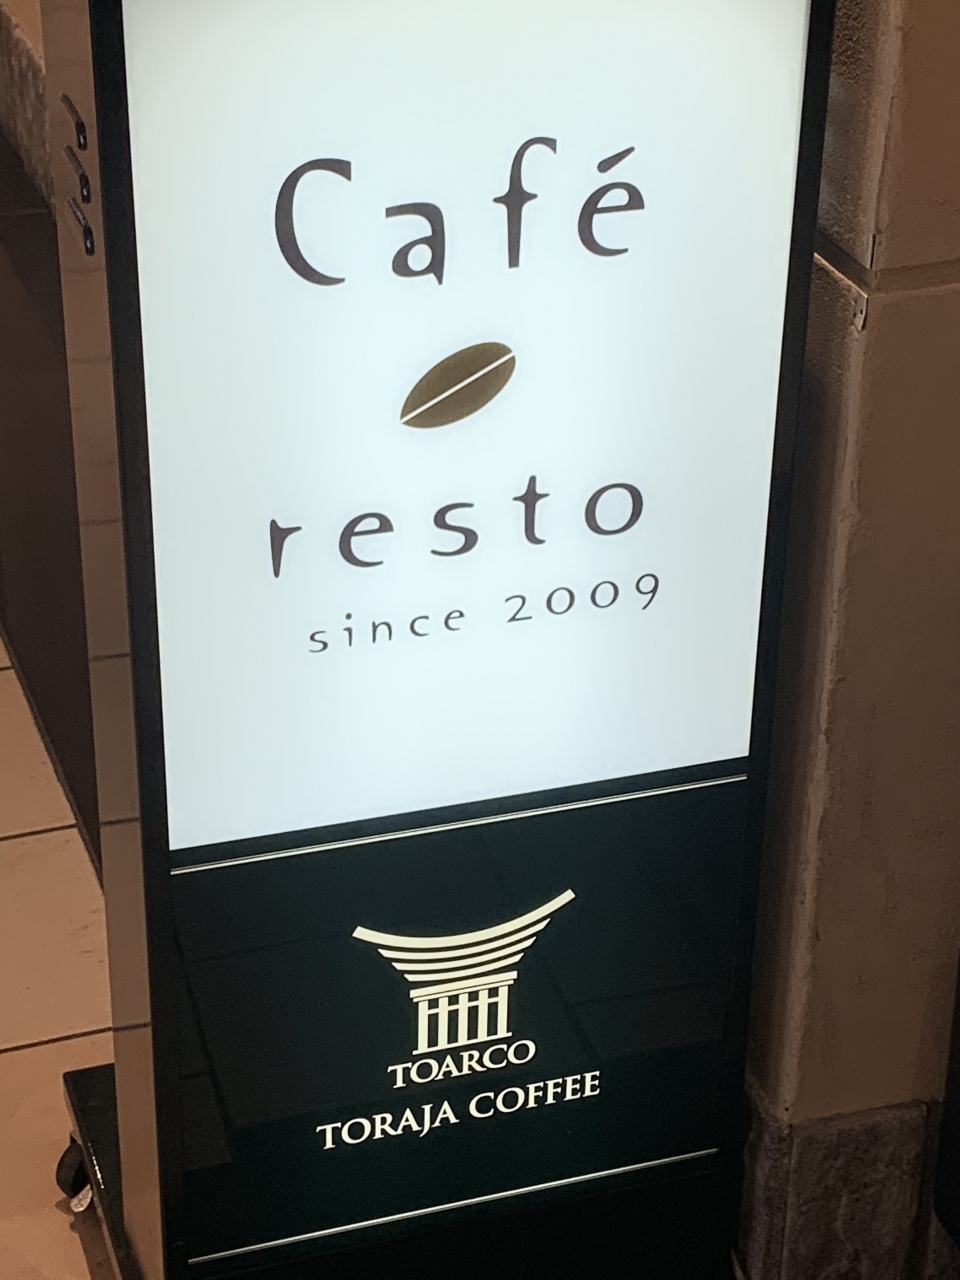 Café
resto
since 2009
TOARCO
TORAJA COFFEE